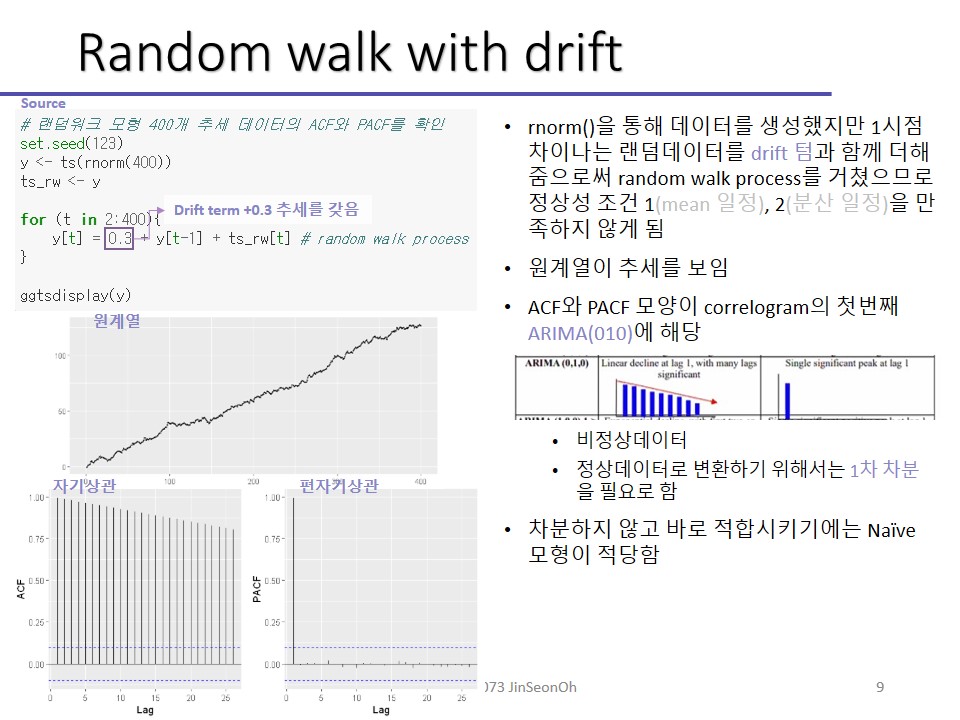 Random walk with drift
Source
# 랜덤워크 모형 400개 추세 데이터의 ACF와 PACF를 확인
set.seed(123)
y <- ts(rnorm(400))
ts_rw <- y
Drift term +0.3 추세를 갖음
for (t in 2:400){
y[t] = 0.3 + y[t-1] + ts_rw[t] # random walk process
}
ggtsdisplay(y)
원계열
100
50
0
0 100 200 300 400
자기상관
1.00
0.75
0.50
0.25
0.00
ACF
0 5 10 15 20 25
Lag
편자기상관
1.00
0.75
0.50
0.25
0.00
PACF
0 5 10 15 20 25
Lag
• rnorm()을 통해 데이터를 생성했지만 1시점
차이나는 랜덤데이터를 drift 텀과 함께 더해
줌으로써 random walk process를 거쳤으므로
정상성 조건 1(mean 일정), 2(분산 일정)을 만
족하지 않게 됨
• 원계열이 추세를 보임
• ACF와 PACF 모양이 correlogram의 첫번째
ARIMA(010)에 해당
ARIMA (0,1,0)
Linear decline at lag 1, with many lags
significant
Single significant peak at lag 1
• 비정상데이터
• 정상데이터로 변환하기 위해서는 1차 차분
을 필요로 함
• 차분하지 않고 바로 적합시키기에는 Naïve
모형이 적당함
073 JinSeonOh
9